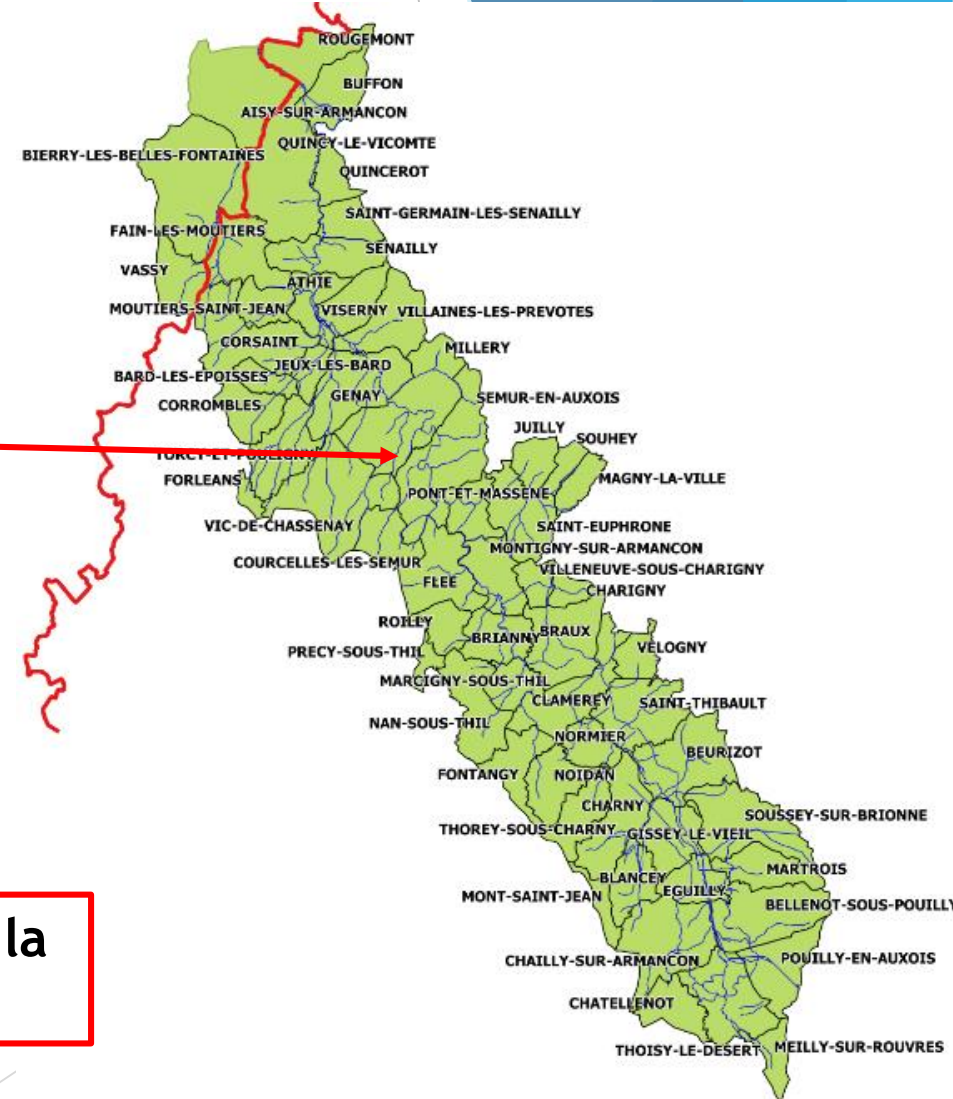 ROUGEMONT
BUFFON
AISY-SUR-ARMANCON
QUINCY-LE-VICOMTE
BIERRY-LES-BELLES-FONTAINES
QUINCEROT
SAINT-GERMAIN-LES-SENAILLY
FAIN-LES-MOUTIERS
SENAILLY
VASSY
ATHIE
MOUTIERS-SAINT-JEAN
VISERNY
VILLAINES-LES-PREVOTES
CORSAINT
MILLERY
JEUX-LES-BARD
BARD-LES-EPOISSES
GENAY
SEMUR-EN-AUXOIS
CORROMBLES
JUILLY
SOUHEY
TORCY-ET-POULIGNY
FORLEANS
MAGNY-LA-VILLE
PONT-ET-MASSENE
VIC-DE-CHASSENAY
SAINT-EUPHRONE
MONTIGNY-SUR-ARMANCON
COURCELLES-LES-SEMUR
VILLENEUVE-SOUS-CHARIGNY
FLEE
CHARIGNY
ROILLY
BRIANNY
BRAUX
VELOGNY
PRECY-SOUS-THIL
MARCIGNY-SOUS-THIL
CLAMEREY
SAINT-THIBAULT
NAN-SOUS-THIL
NORMIER
BEURIZOT
FONTANGY
NOIDAN
CHARNY
SOUSSEY-SUR-BRIONNE
THOREY-SOUS-CHARNY
GISSEY-LE-VIEIL
MARTROIS
BLANCEY
EGUILLY
MONT-SAINT-JEAN
BELLENOT-SOUS-POUILLY
la
CHAILLY-SUR-ARMANCON
POUILLY-EN-AUXOIS
CHATELLENOT
THOISY-LE-DESERT
MEILLY-SUR-ROUVRES